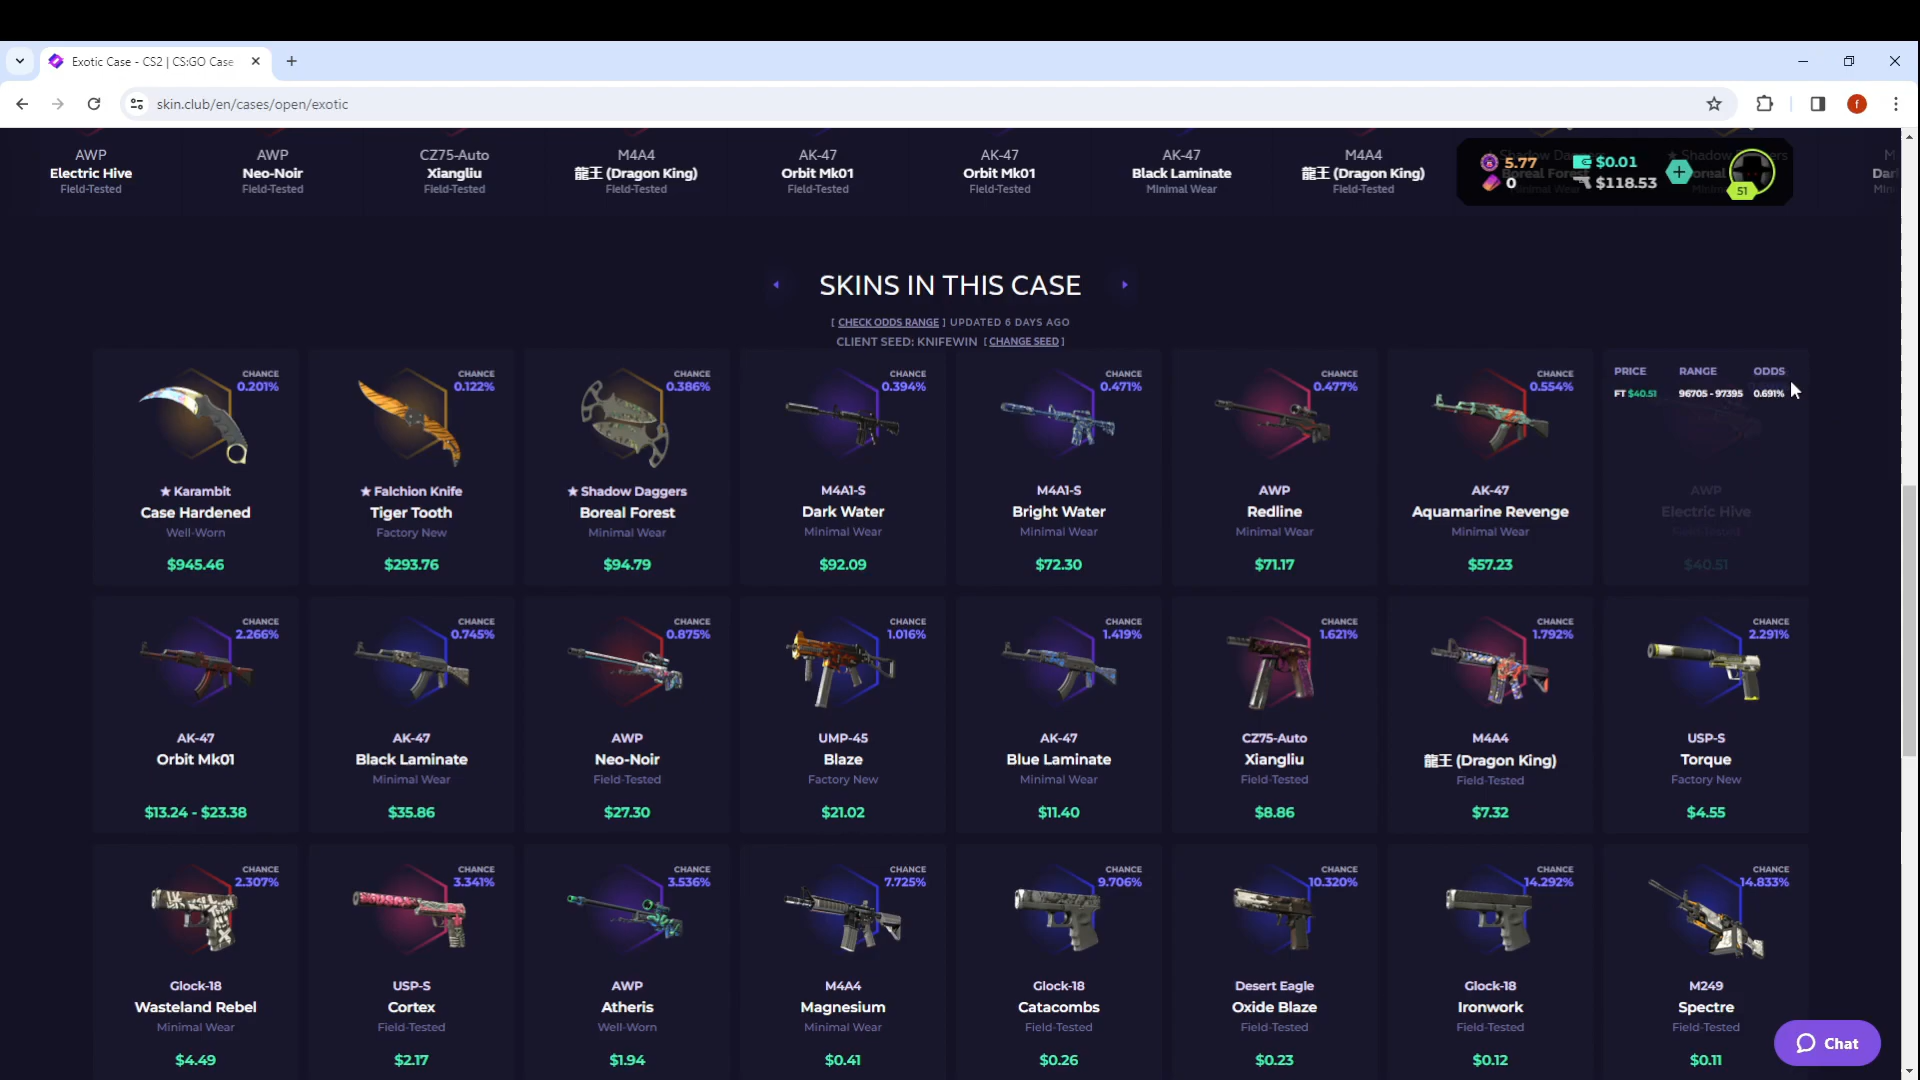 Exotic Case - CS2 | CS:GO Case
skin.club/en/cases/open/exotic
AWP
Electric Hive
Field-Tested
AWP
Neo-Noir
Field-Tested
CZ75-Auto
Xiangliu
Field-Tested
M4A4
龍王 (Dragon King)
Field-Tested
AK-47
Orbit Mk01
Field-Tested
AK-47
Orbit Mk01
Field-Tested
AK-47
Black Laminate
Minimal Wear
M4A4
龍王 (Dragon King)
Field-Tested
5.77
0
$0.01
$118.53
51
SKINS IN THIS CASE
[ CHECK ODDS RANGE ] UPDATED 6 DAYS AGO
CLIENT SEED: KNIFEWIN [ CHANGE SEED ]
CHANCE
0.201%
★ Karambit
Case Hardened
Well-Worn
$945.46
CHANCE
0.122%
★ Falchion Knife
Tiger Tooth
Factory New
$293.76
CHANCE
0.386%
★ Shadow Daggers
Boreal Forest
Minimal Wear
$94.79
CHANCE
0.394%
M4A1-S
Dark Water
Minimal Wear
$92.09
CHANCE
0.471%
M4A1-S
Bright Water
Minimal Wear
$72.30
CHANCE
0.477%
AWP
Redline
Minimal Wear
$71.17
CHANCE
0.554%
AK-47
Aquamarine Revenge
Minimal Wear
$57.23
PRICE RANGE ODDS
FT $40.51 96705 - 97395 0.691%
AWP
Electric Hive
Field-Tested
$40.51
CHANCE
2.266%
AK-47
Orbit Mk01
$13.24 - $23.38
CHANCE
0.745%
AK-47
Black Laminate
Minimal Wear
$35.86
CHANCE
0.875%
AWP
Neo-Noir
Field-Tested
$27.30
CHANCE
1.016%
UMP-45
Blaze
Factory New
$21.02
CHANCE
1.419%
AK-47
Blue Laminate
Minimal Wear
$11.40
CHANCE
1.621%
CZ75-Auto
Xiangliu
Field-Tested
$8.86
CHANCE
1.792%
M4A4
龍王 (Dragon King)
Field-Tested
$7.32
CHANCE
2.291%
USP-S
Torque
Factory New
$4.55
CHANCE
2.307%
Glock-18
Wasteland Rebel
Minimal Wear
$4.49
CHANCE
3.341%
USP-S
Cortex
Field-Tested
$2.17
CHANCE
3.536%
AWP
Atheris
Well-Worn
$1.94
CHANCE
7.725%
M4A4
Magnesium
Minimal Wear
$0.41
CHANCE
9.706%
Glock-18
Catacombs
Field-Tested
$0.26
CHANCE
10.320%
Desert Eagle
Oxide Blaze
Field-Tested
$0.23
CHANCE
14.292%
Glock-18
Ironwork
Field-Tested
$0.12
CHANCE
14.833%
M249
Spectre
Field-Tested
$0.11
Chat